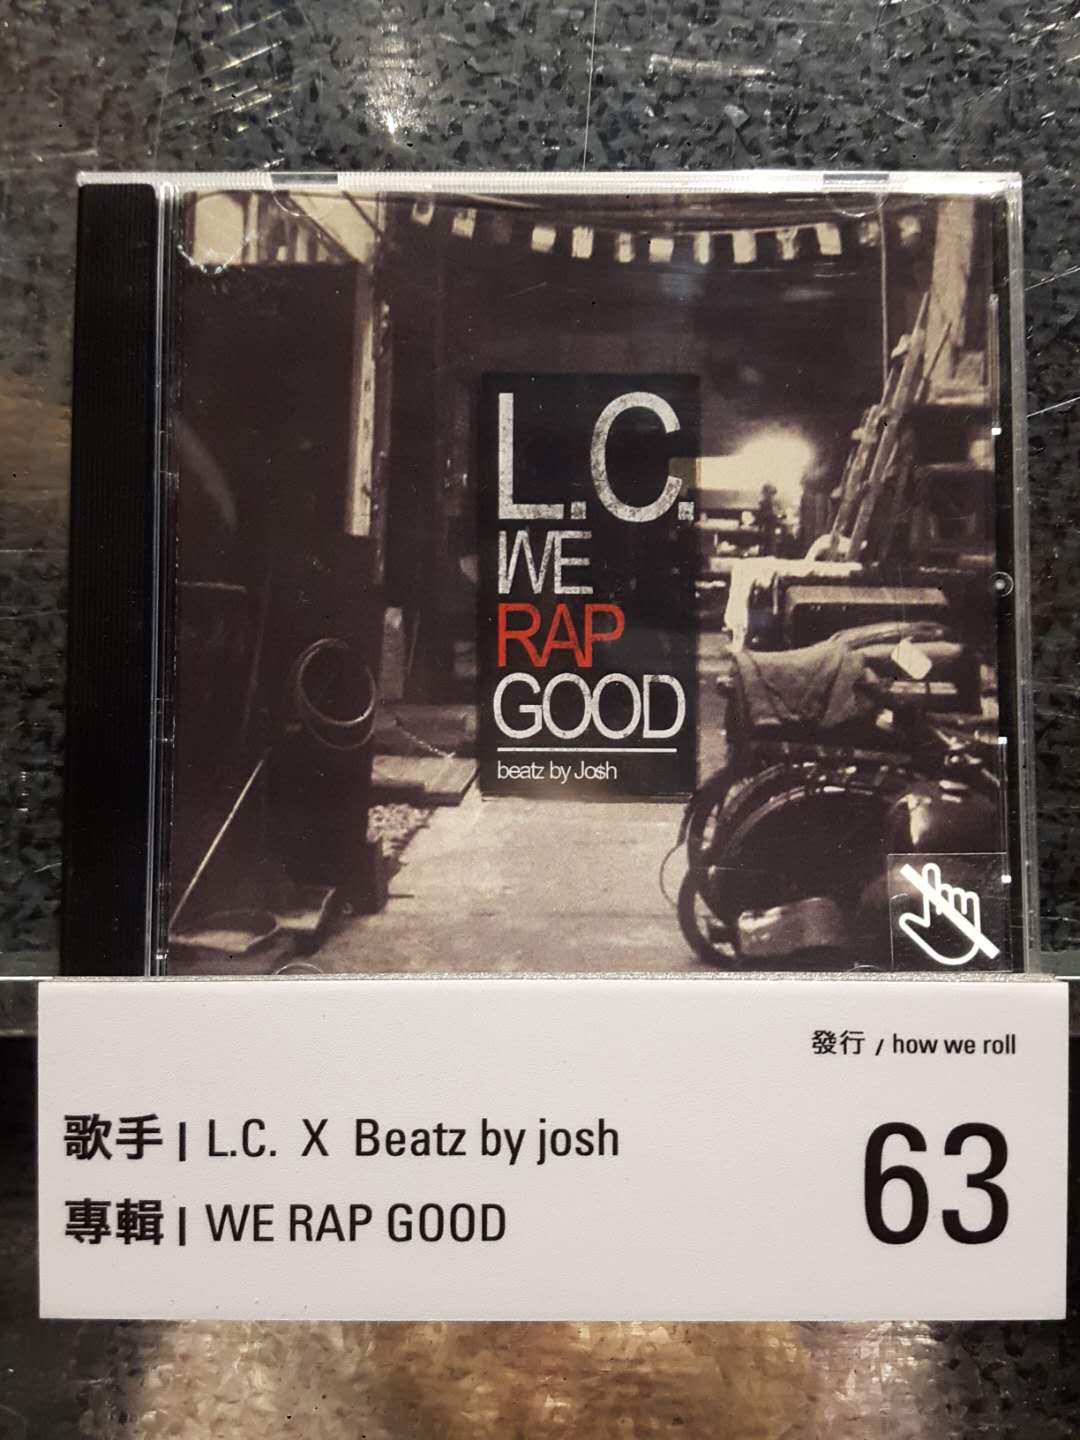 L.C.
WE
RAP
GOOD
beatz by Jo$h
發行 / how we roll
歌手 | L.C. X Beatz by josh
專輯 | WE RAP GOOD
63